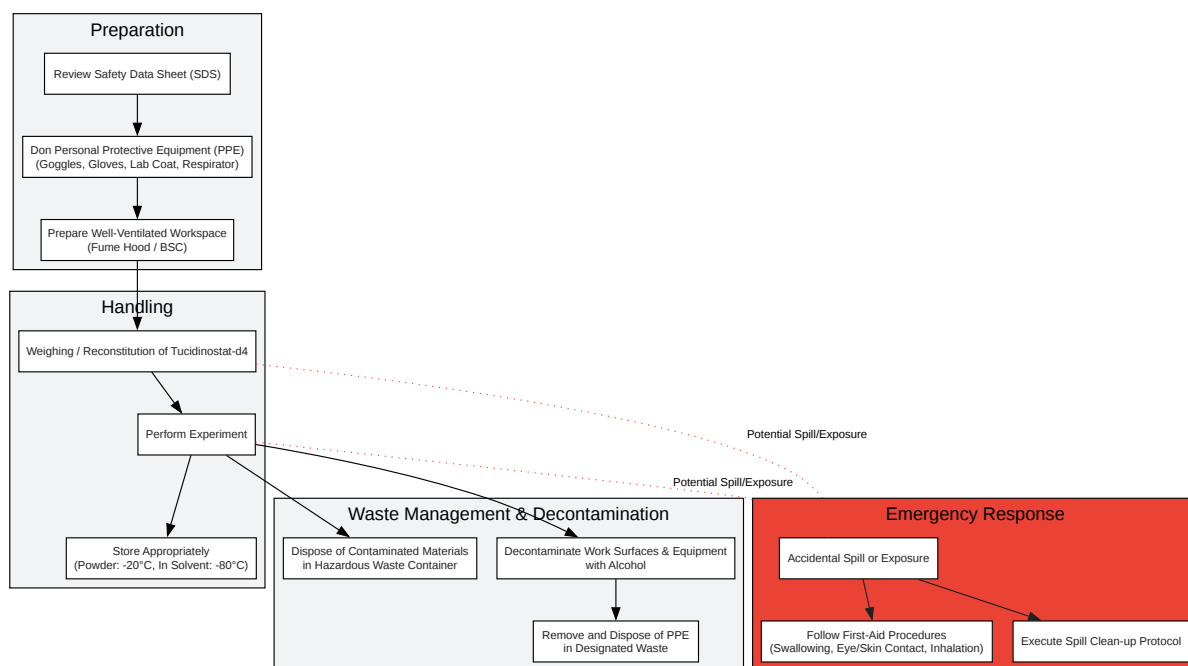 Preparation
Review Safety Data Sheet (SDS)
Don Personal Protective Equipment (PPE)
(Goggles, Gloves, Lab Coat, Respirator)
Prepare Well-Ventilated Workspace
(Fume Hood / BSC)
Handling
Weighing / Reconstitution of Tucidinostat-d4
Perform Experiment
Potential Spill/Exposure
Potential Spill/Exposure
Store Appropriately
(Powder: -20°C, In Solvent: -80°C)
Waste Management & Decontamination
Dispose of Contaminated Materials
in Hazardous Waste Container
Decontaminate Work Surfaces & Equipment
with Alcohol
Remove and Dispose of PPE
in Designated Waste
Emergency Response
Accidental Spill or Exposure
Follow First-Aid Procedures
(Swallowing, Eye/Skin Contact, Inhalation)
Execute Spill Clean-up Protocol